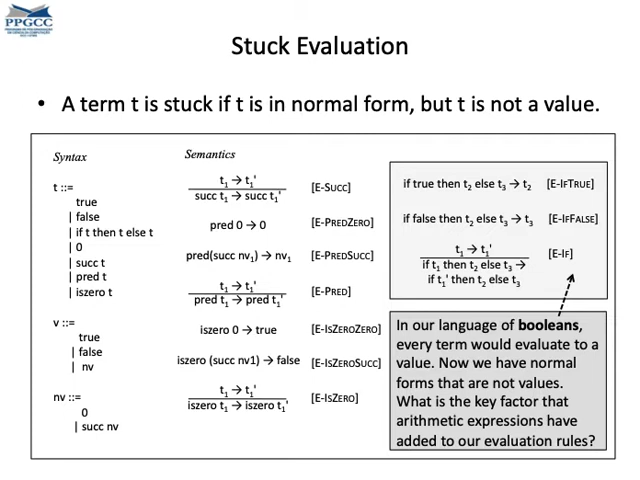 PPGCC
Stuck Evaluation
• A term t is stuck if t is in normal form, but t is not a value.
Syntax
t ::=
true
| false
| if t then t else t
| 0
| succ t
| pred t
| iszero t
v ::=
true
| false
| nv
nv ::=
0
| succ nv
Semantics
t₁ → t₁'
succ t₁ → succ t₁'
[E-SUCC]
pred 0 → 0
[E-PREDZERO]
pred(succ nv₁) → nv₁
[E-PREDSUCC]
t₁ → t₁'
pred t₁ → pred t₁'
[E-PRED]
iszero 0 → true
[E-ISZEROZERO]
iszero (succ nv1) → false
[E-ISZEROSUCC]
t₁ → t₁'
iszero t₁ → iszero t₁'
[E-ISZERO]
if true then t₂ else t₃ → t₂
[E-IFTRUE]
if false then t₂ else t₃ → t₃
[E-IFFALSE]
t₁ → t₁'
if t₁ then t₂ else t₃ →
if t₁' then t₂ else t₃
[E-IF]
In our language of booleans,
every term would evaluate to a
value. Now we have normal
forms that are not values.
What is the key factor that
arithmetic expressions have
added to our evaluation rules?